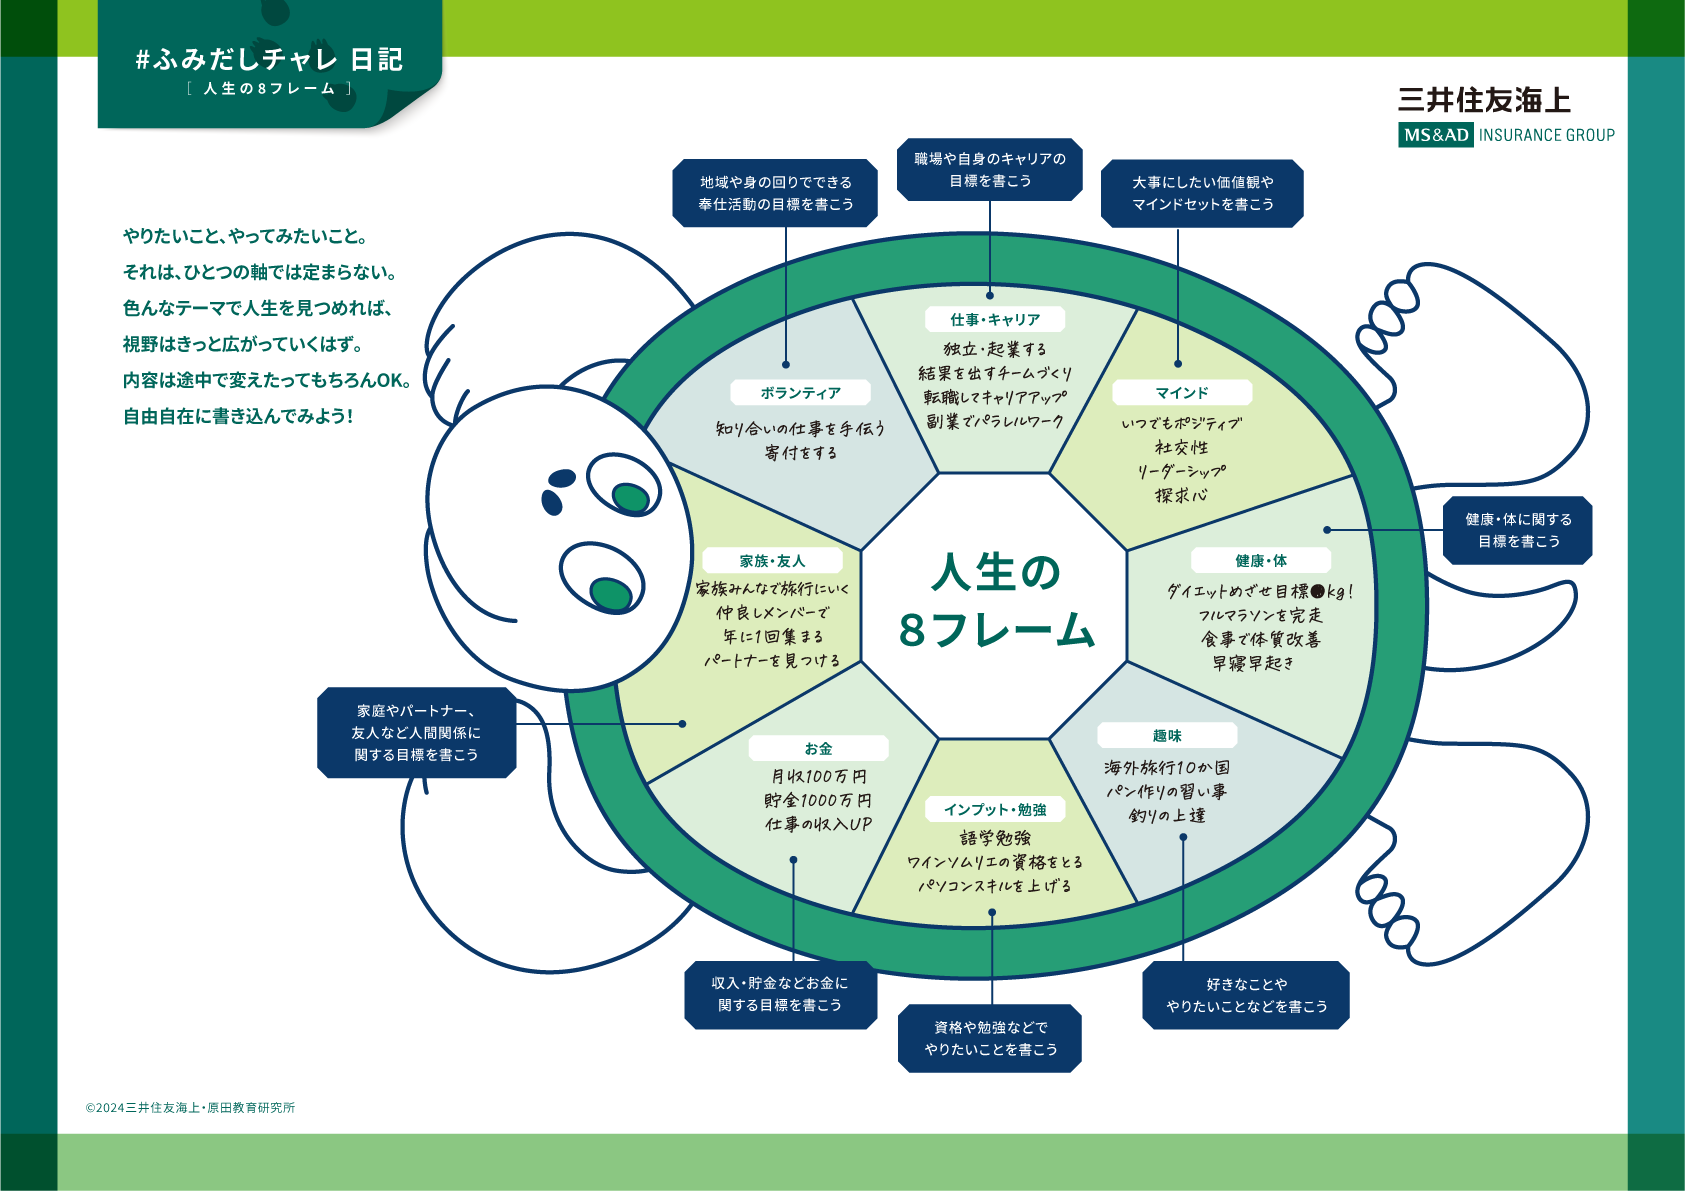 #ふみだしチャレ 日記
[ 人生の8フレーム ]
三井住友海上
MS&AD INSURANCE GROUP
やりたいこと、やってみたいこと。
それは、ひとつの軸では定まらない。
色んなテーマで人生を見つめれば、
視野はきっと広がっていくはず。
内容は途中で変えたってもちろんOK。
自由自在に書き込んでみよう!
地域や身の回りでできる
奉仕活動の目標を書こう
職場や自身のキャリアの
目標を書こう
大事にしたい価値観や
マインドセットを書こう
ボランティア
知り合いの仕事を手伝う
寄付をする
仕事・キャリア
独立・起業する
結果を出すチームづくり
転職してキャリアアップ
副業でパラレルワーク
マインド
いつでもポジティブ
社交性
リーダーシップ
探求心
健康・体に関する
目標を書こう
家族・友人
家族みんなで旅行にいく
仲良しメンバーで
年に1回集まる
パートナーを見つける
人生の
8フレーム
健康・体
ダイエットめざせ目標●kg!
フルマラソンを完走
食事で体質改善
早寝早起き
家庭やパートナー、
友人など人間関係に
関する目標を書こう
お金
月収100万円
貯金1000万円
仕事の収入UP
インプット・勉強
語学勉強
ワインソムリエの資格をとる
パソコンスキルを上げる
趣味
海外旅行10か国
パン作りの習い事
釣りの上達
収入・貯金などお金に
関する目標を書こう
資格や勉強などで
やりたいことを書こう
好きなことや
やりたいことなどを書こう
©2024三井住友海上・原田教育研究所